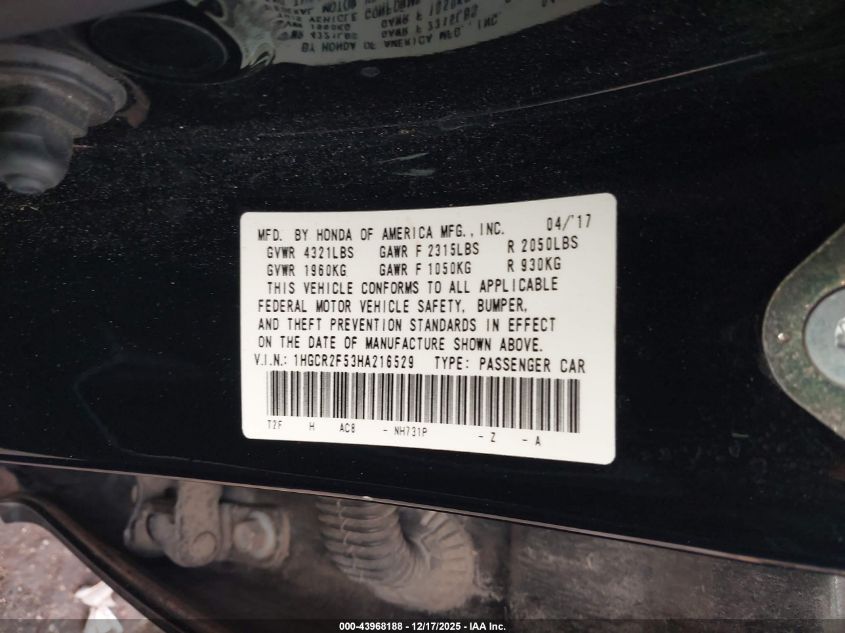 MFD. BY HONDA OF AMERICA MFG., INC. 04/'17
GVWR 4321LBS GAWR F 2315LBS R 2050LBS
GVWR 1960KG GAWR F 1050KG R 930KG
THIS VEHICLE CONFORMS TO ALL APPLICABLE
FEDERAL MOTOR VEHICLE SAFETY, BUMPER,
AND THEFT PREVENTION STANDARDS IN EFFECT
ON THE DATE OF MANUFACTURE SHOWN ABOVE.
V.I.N.: 1HGCR2F53HA216529 TYPE: PASSENGER CAR
T2F H AC8 - NH731P - Z - A
000-43968188 | 12/17/2025 | IAA Inc.